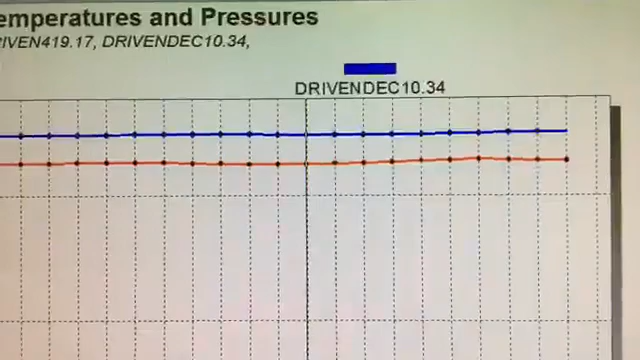 emperatures and Pressures
RIVEN419.17, DRIVENDEC10.34,
DRIVENDEC10.34